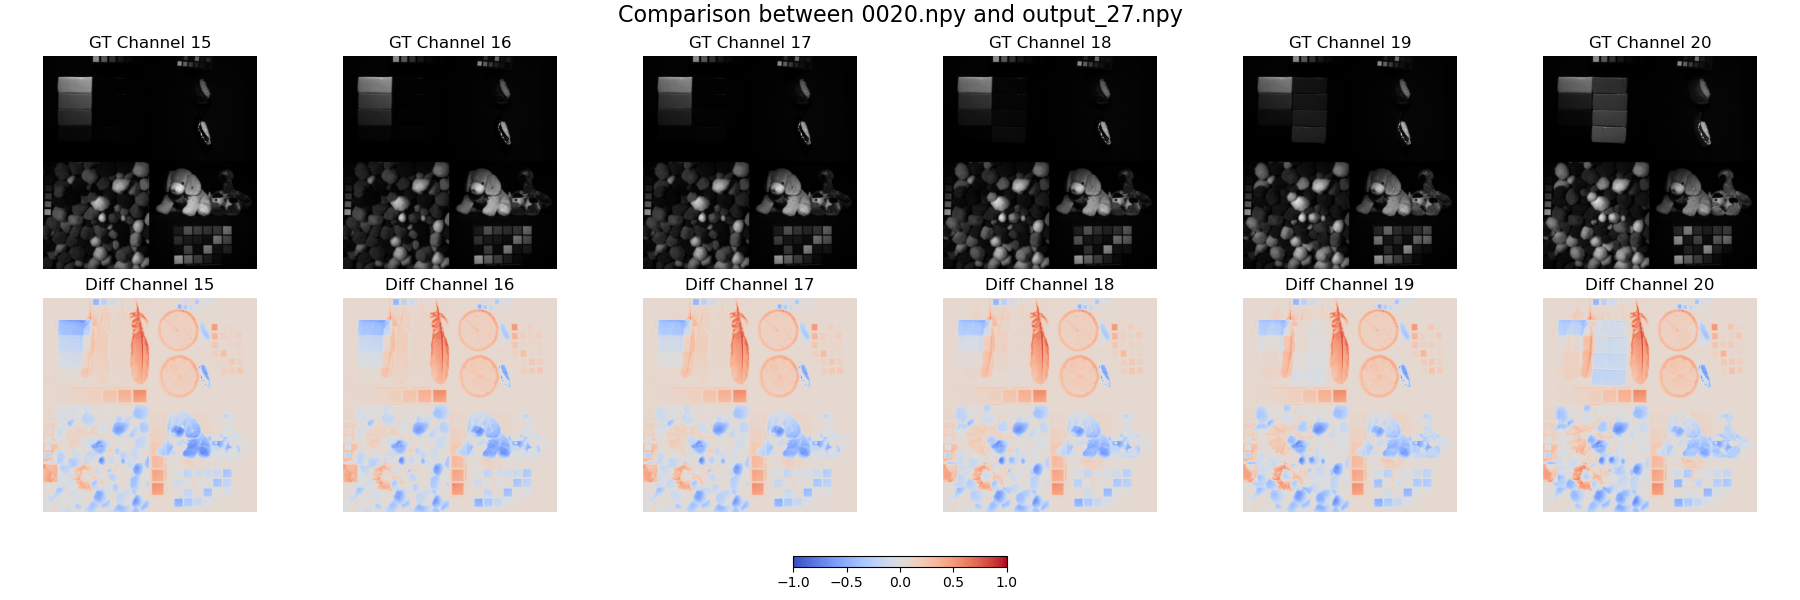 Comparison between 0020.npy and output_27.npy
GT Channel 15
GT Channel 16
GT Channel 17
GT Channel 18
GT Channel 19
GT Channel 20
Diff Channel 15
Diff Channel 16
Diff Channel 17
Diff Channel 18
Diff Channel 19
Diff Channel 20
−1.0 −0.5 0.0 0.5 1.0